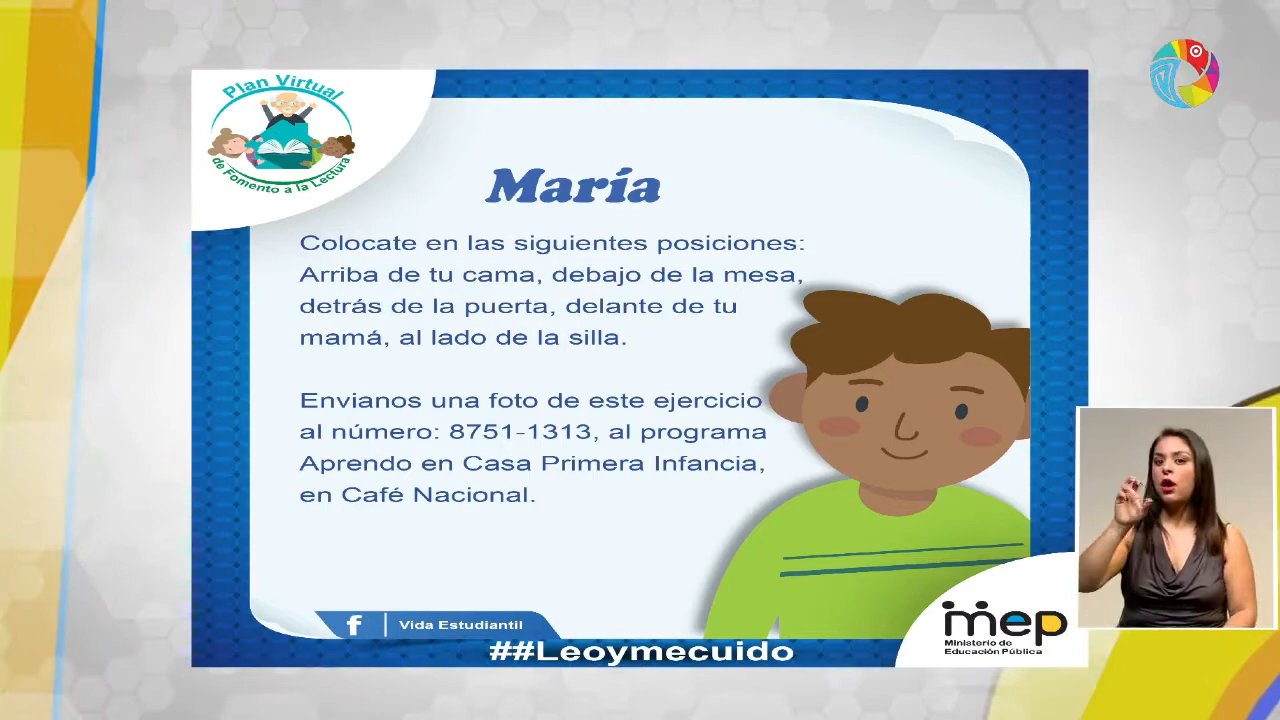 Plan Virtual
de Fomento a la Lectura
María
Colocate en las siguientes posiciones:
Arriba de tu cama, debajo de la mesa,
detrás de la puerta, delante de tu
mamá, al lado de la silla.
Envianos una foto de este ejercicio
al número: 8751-1313, al programa
Aprendo en Casa Primera Infancia,
en Café Nacional.
f Vida Estudiantil
##Leoymecuido
mep
Ministerio de
Educación Pública